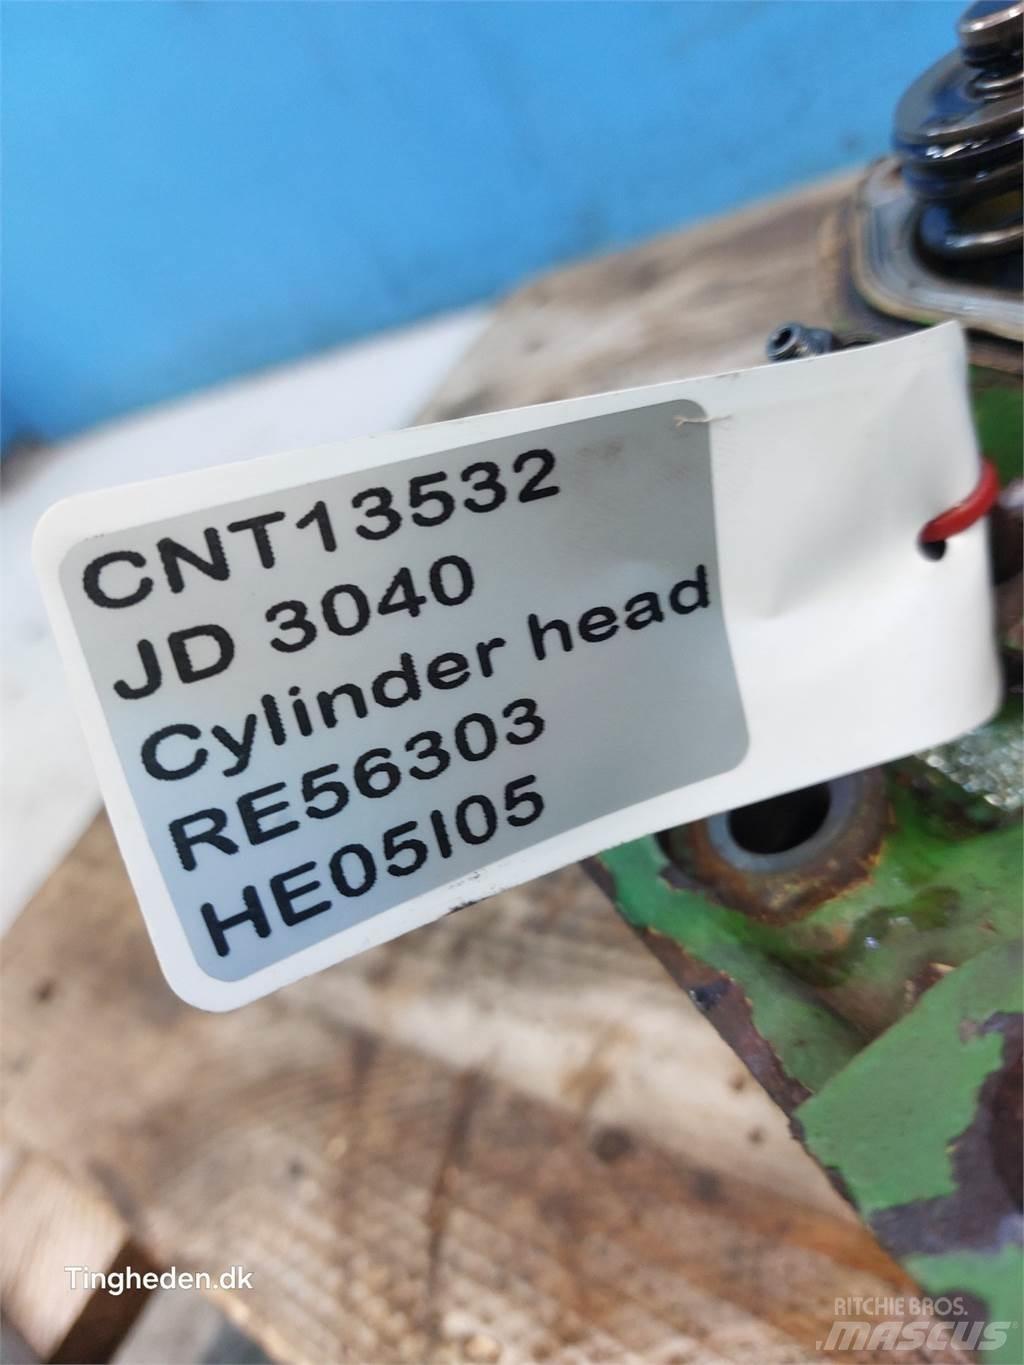 CNT13532
JD 3040
Cylinder head
RE56303
HE05I05
Tingheden.dk
RITCHIE BROS.
MASCUS